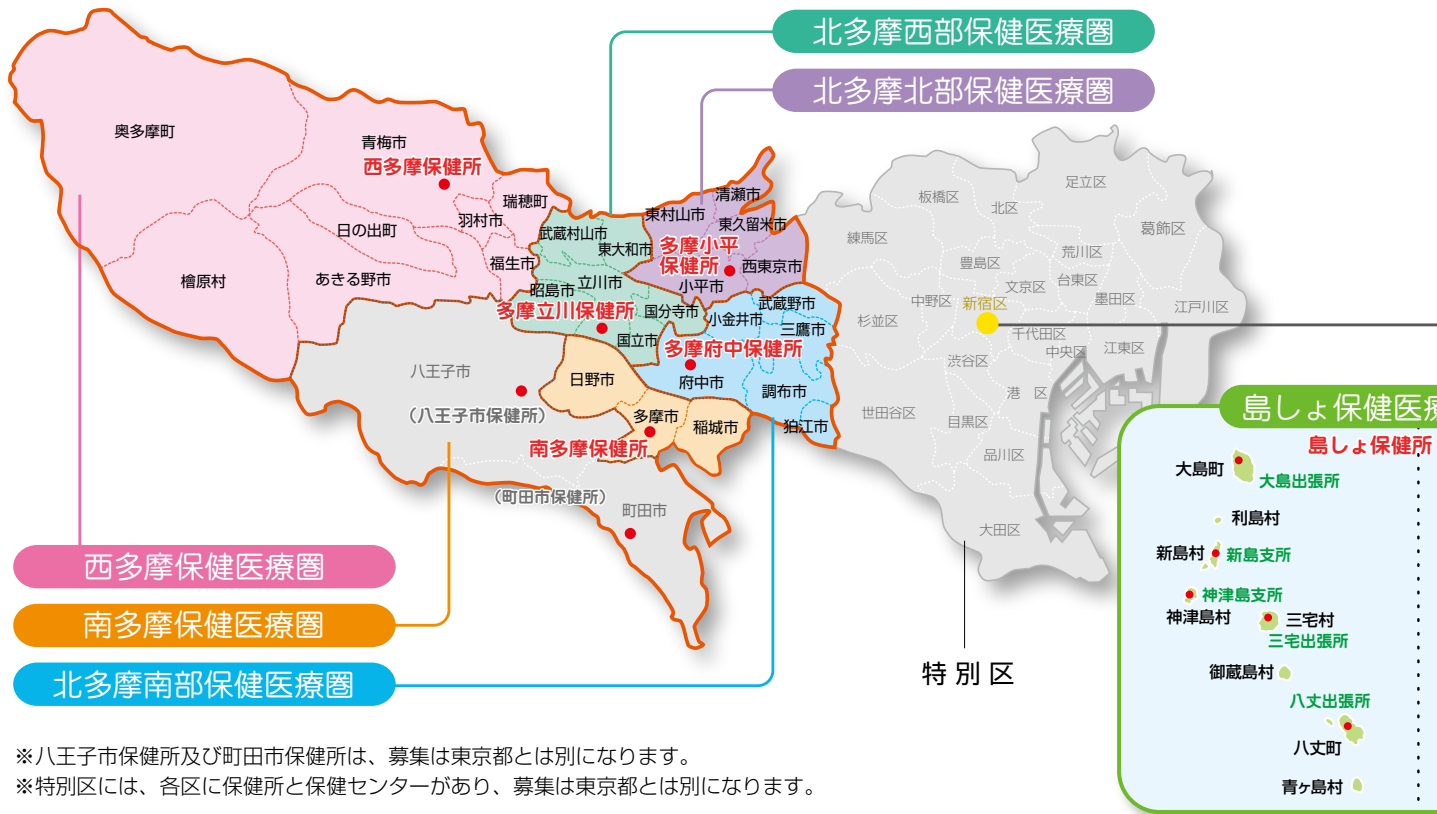 北多摩西部保健医療圏
北多摩北部保健医療圏
奥多摩町
青梅市
西多摩保健所
瑞穂町
羽村市
日の出町
福生市
檜原村
あきる野市
武蔵村山市
東大和市
昭島市
立川市
多摩立川保健所
国分寺市
国立市
清瀬市
東村山市
東久留米市
多摩小平
保健所
西東京市
小平市
武蔵野市
小金井市
三鷹市
多摩府中保健所
府中市
調布市
狛江市
八王子市
(八王子市保健所)
日野市
多摩市
稲城市
南多摩保健所
(町田市保健所)
町田市
足立区
板橋区
北区
葛飾区
練馬区
荒川区
豊島区
台東区
文京区
墨田区
中野区
新宿区
江戸川区
杉並区
千代田区
中央区
江東区
渋谷区
港 区
世田谷区
目黒区
品川区
大田区
特別区
西多摩保健医療圏
南多摩保健医療圏
北多摩南部保健医療圏
島しょ保健医
島しょ保健所
大島町
大島出張所
利島村
新島村
新島支所
神津島支所
神津島村
三宅村
三宅出張所
御蔵島村
八丈出張所
八丈町
青ヶ島村
※八王子市保健所及び町田市保健所は、募集は東京都とは別になります。
※特別区には、各区に保健所と保健センターがあり、募集は東京都とは別になります。